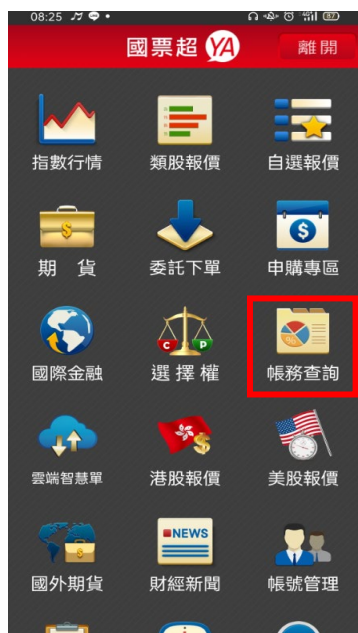 08:25
國票超 YA
離開
指數行情 類股報價 自選報價
$ $
期 貨 委託下單 申購專區
C P
國際金融 選擇權 帳務查詢
$
雲端智慧單 港股報價 美股報價
NEWS
國外期貨 財經新聞 帳號管理